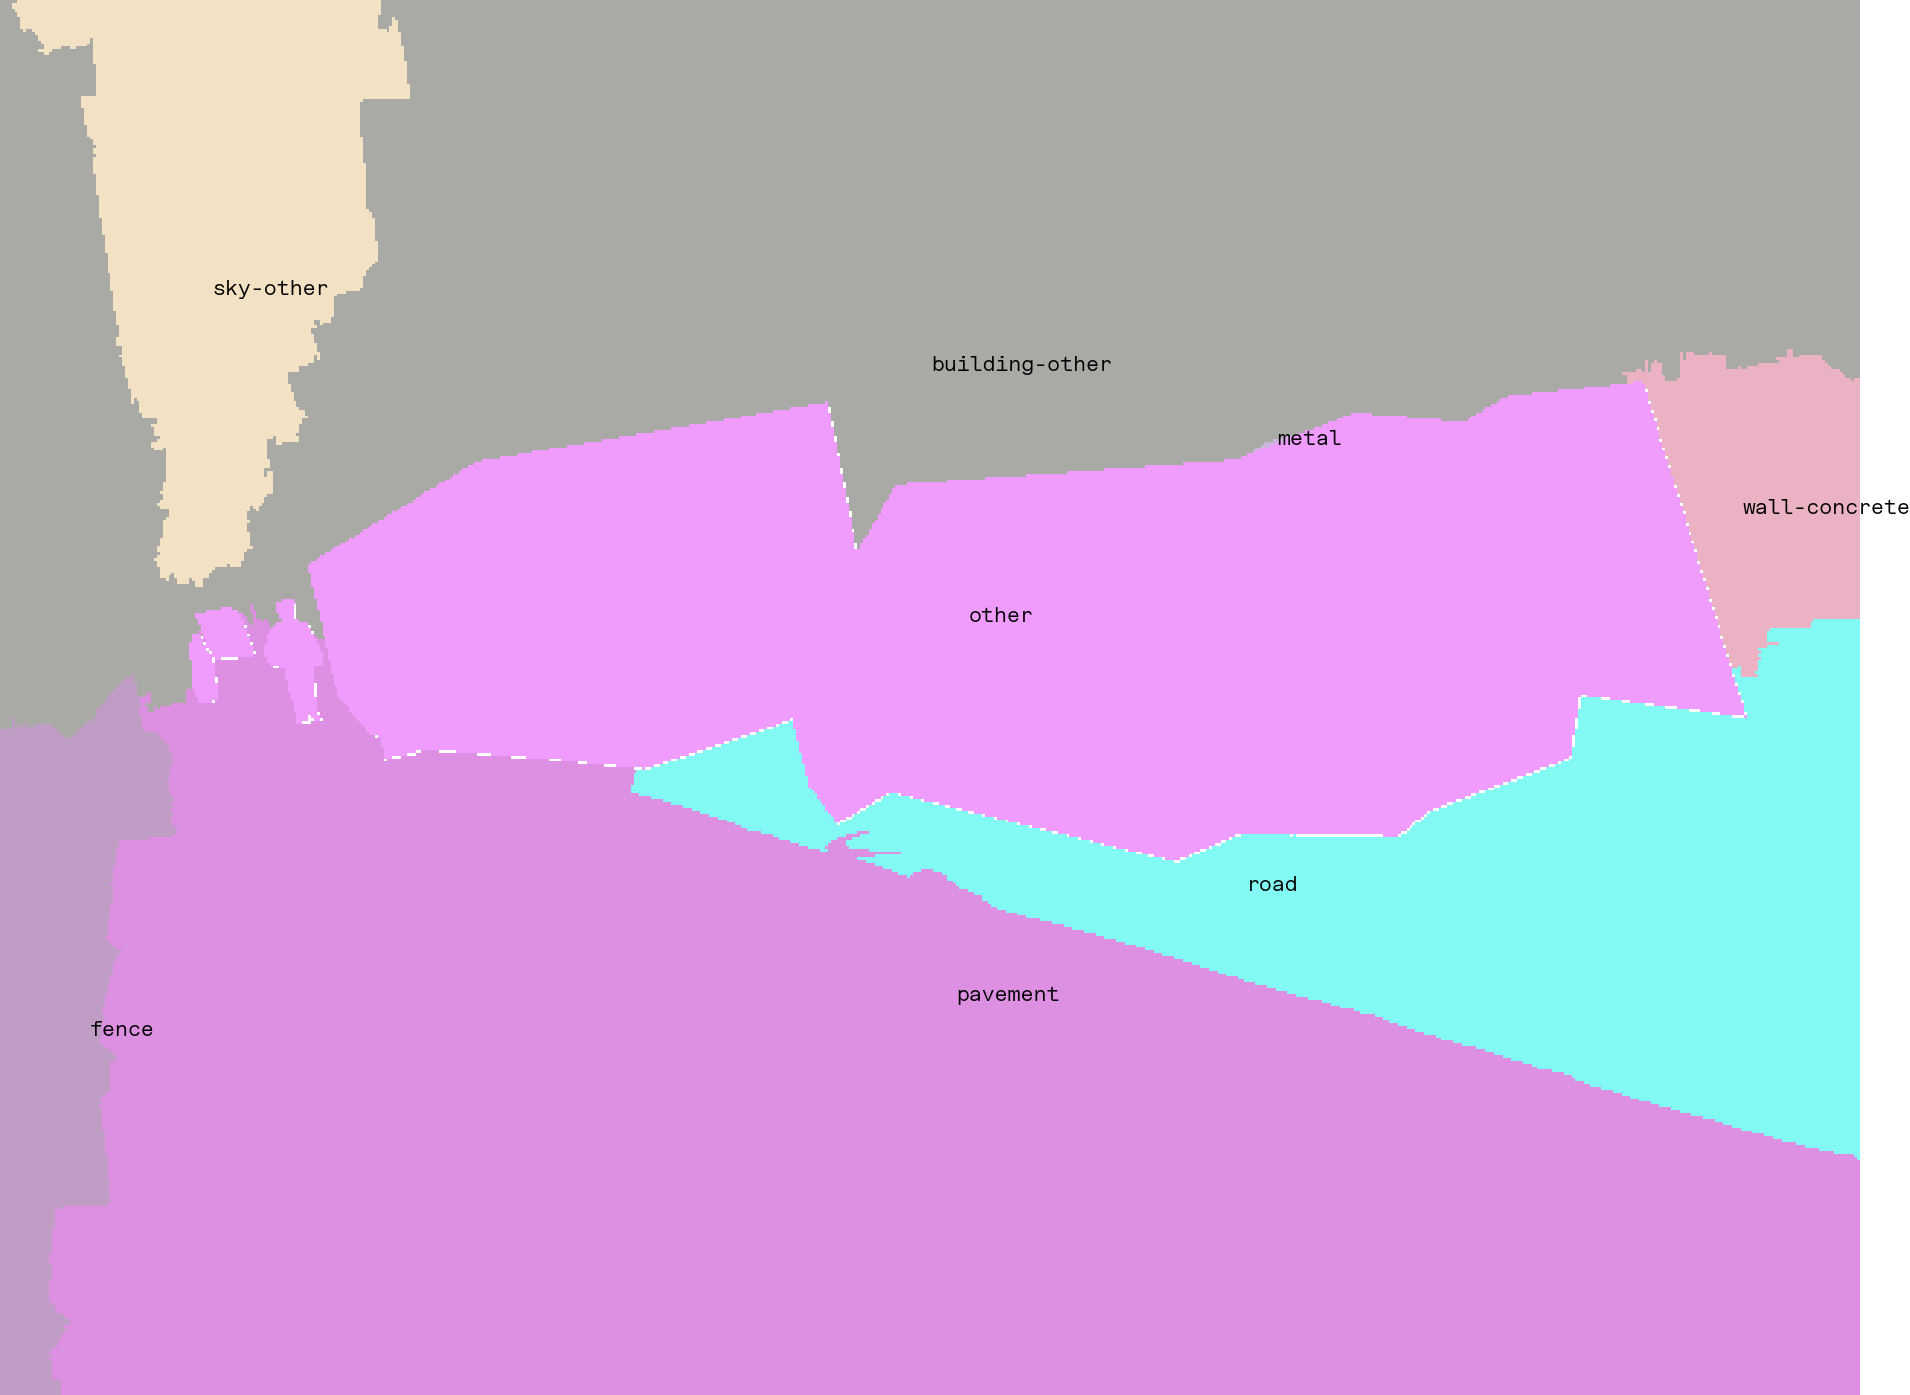 sky-other
building-other
metal
wall-concrete
other
road
pavement
fence